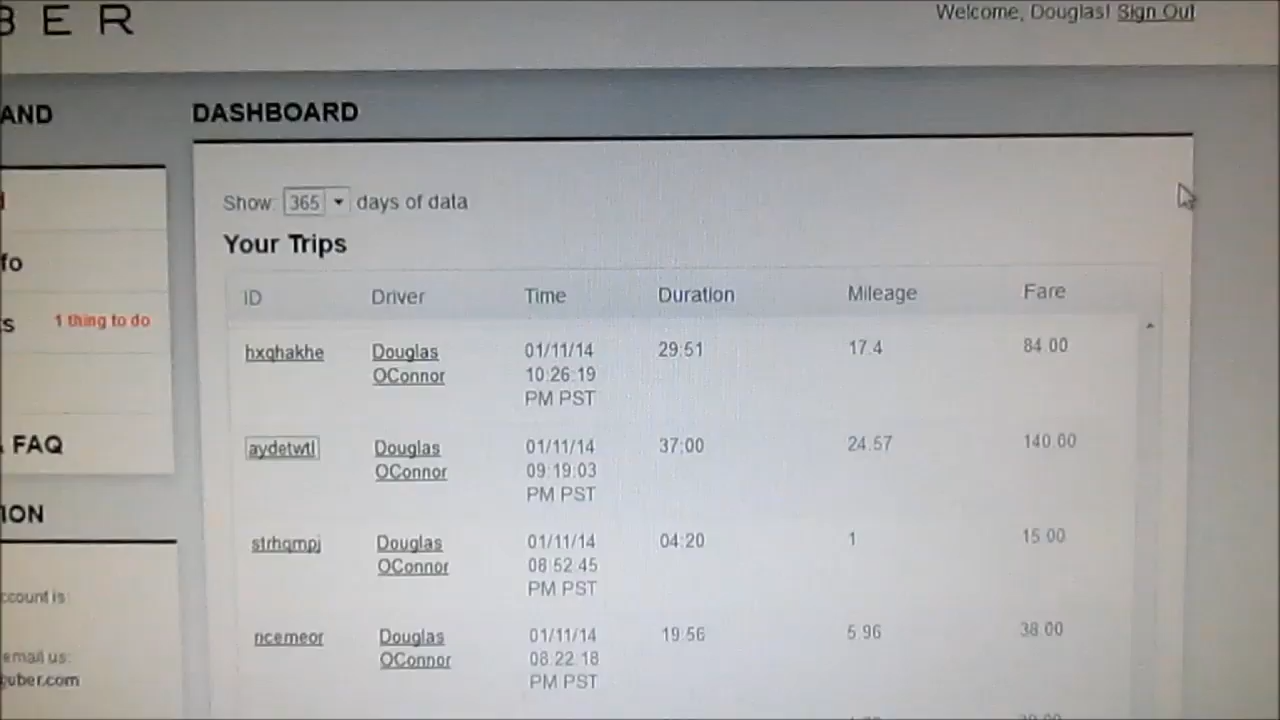 BER
Welcome, Douglas! Sign Out
AND
DASHBOARD
Show: 365 days of data
Your Trips
fo
s 1 thing to do
ID Driver Time Duration Mileage Fare
hxqhakhe Douglas OConnor 01/11/14 10:26:19 PM PST 29:51 17.4 84.00
aydetwtl Douglas OConnor 01/11/14 09:19:03 PM PST 37:00 24.57 140.60
FAQ
strhqmpj Douglas OConnor 01/11/14 08:52:45 PM PST 04:20 1 15.00
ION
ccount is:
ncemeor Douglas OConnor 01/11/14 08:22:18 PM PST 19:56 5.96 38.00
email us:
uber.com